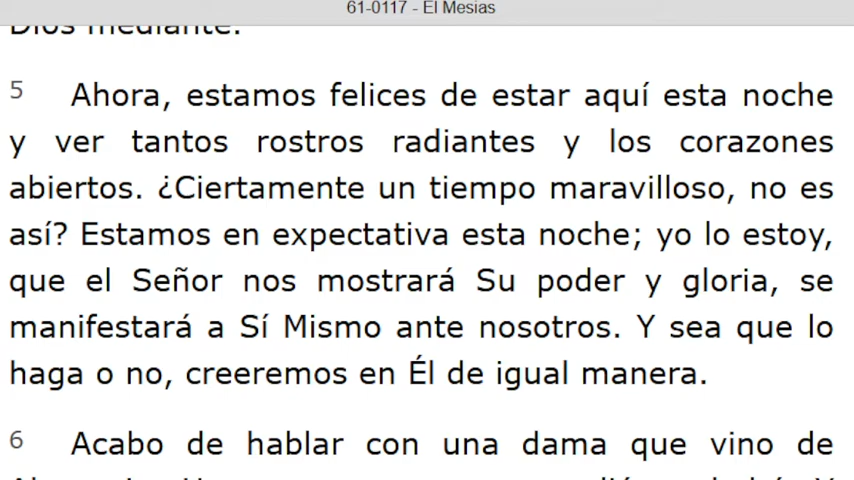 61-0117 - El Mesias
Dios mediante.
5 Ahora, estamos felices de estar aquí esta noche
y ver tantos rostros radiantes y los corazones
abiertos. ¿Ciertamente un tiempo maravilloso, no es
así? Estamos en expectativa esta noche; yo lo estoy,
que el Señor nos mostrará Su poder y gloria, se
manifestará a Sí Mismo ante nosotros. Y sea que lo
haga o no, creeremos en Él de igual manera.
6 Acabo de hablar con una dama que vino de